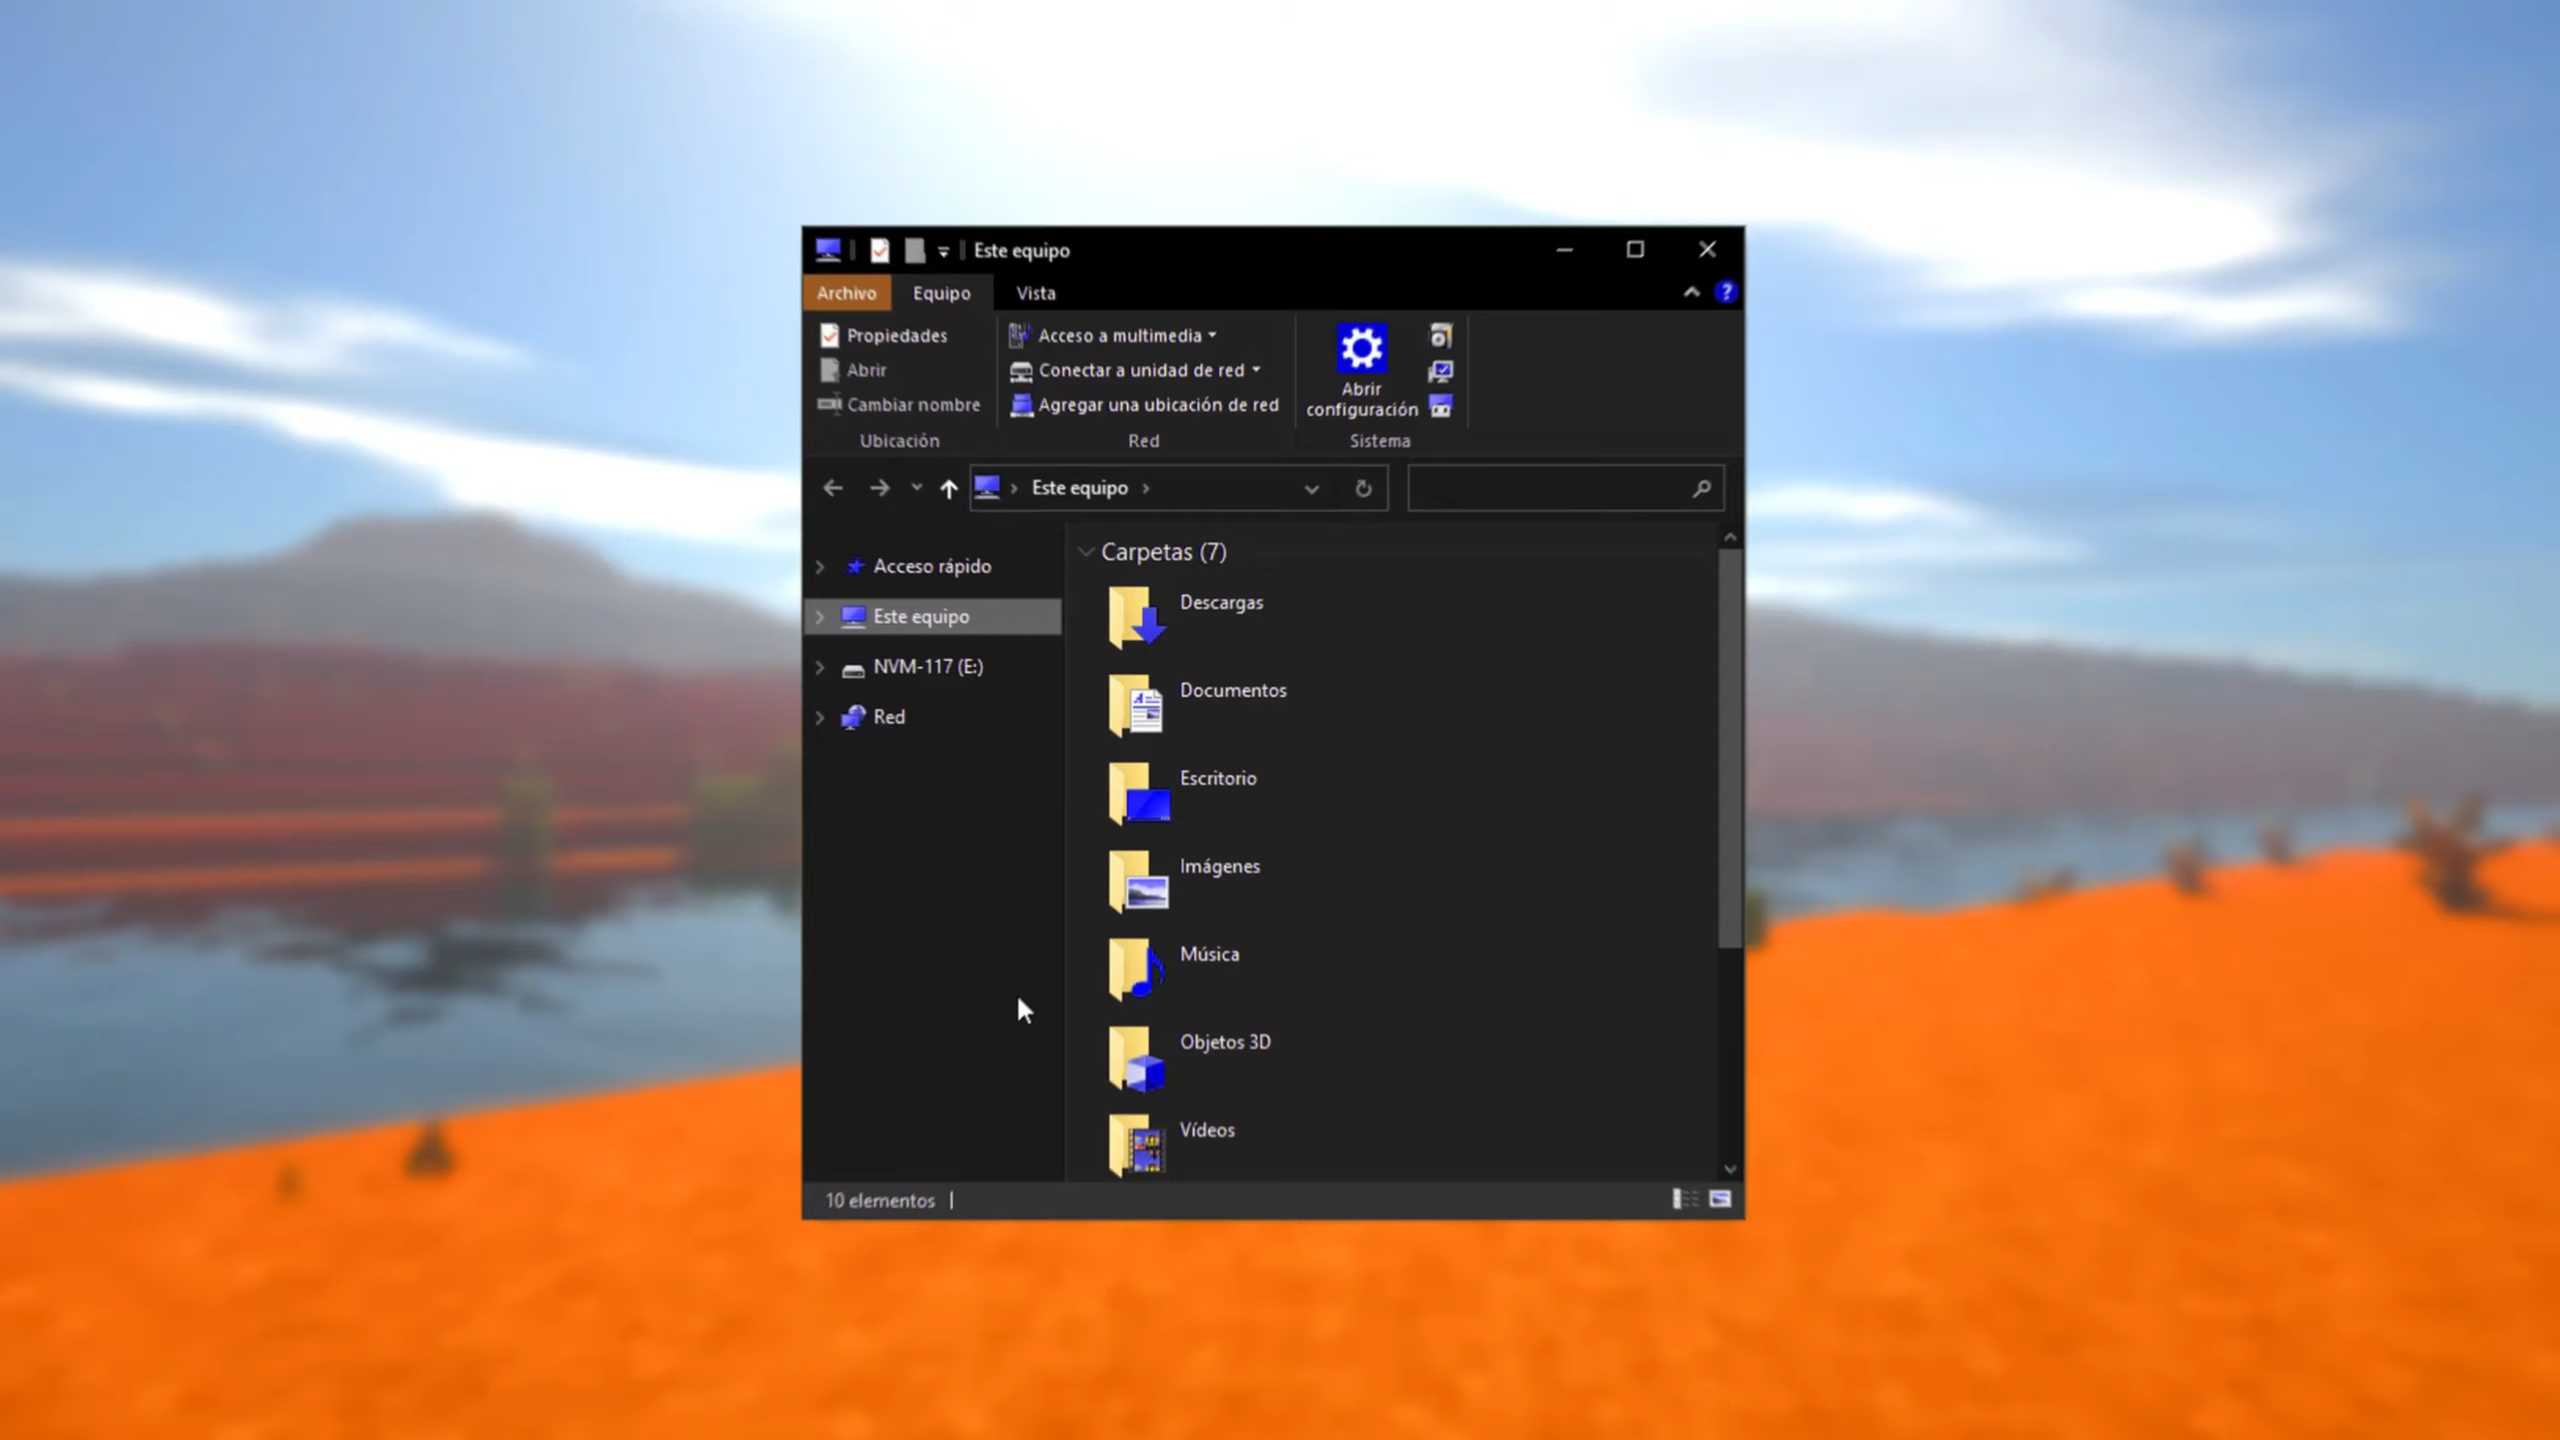 Este equipo
Archivo Equipo Vista
Propiedades
Abrir
Cambiar nombre
Ubicación
Acceso a multimedia
Conectar a unidad de red
Agregar una ubicación de red
Red
Abrir
configuración
Sistema
Este equipo
Acceso rápido
Este equipo
NVM-117 (E:)
Red
Carpetas (7)
Descargas
Documentos
Escritorio
Imágenes
Música
Objetos 3D
Vídeos
10 elementos